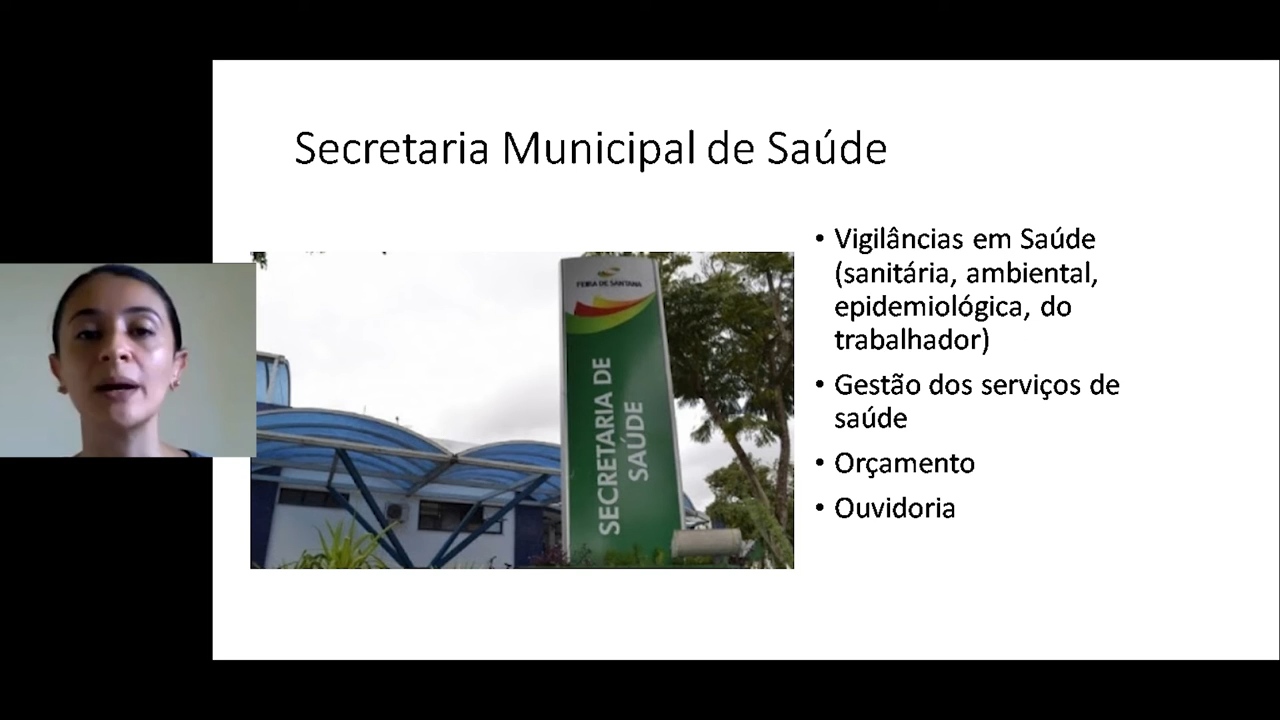 Secretaria Municipal de Saúde
• Vigilâncias em Saúde
(sanitária, ambiental,
epidemiológica, do
trabalhador)
• Gestão dos serviços de
saúde
• Orçamento
• Ouvidoria
FEIRA DE SANTANA
SECRETARIA DE
SAÚDE